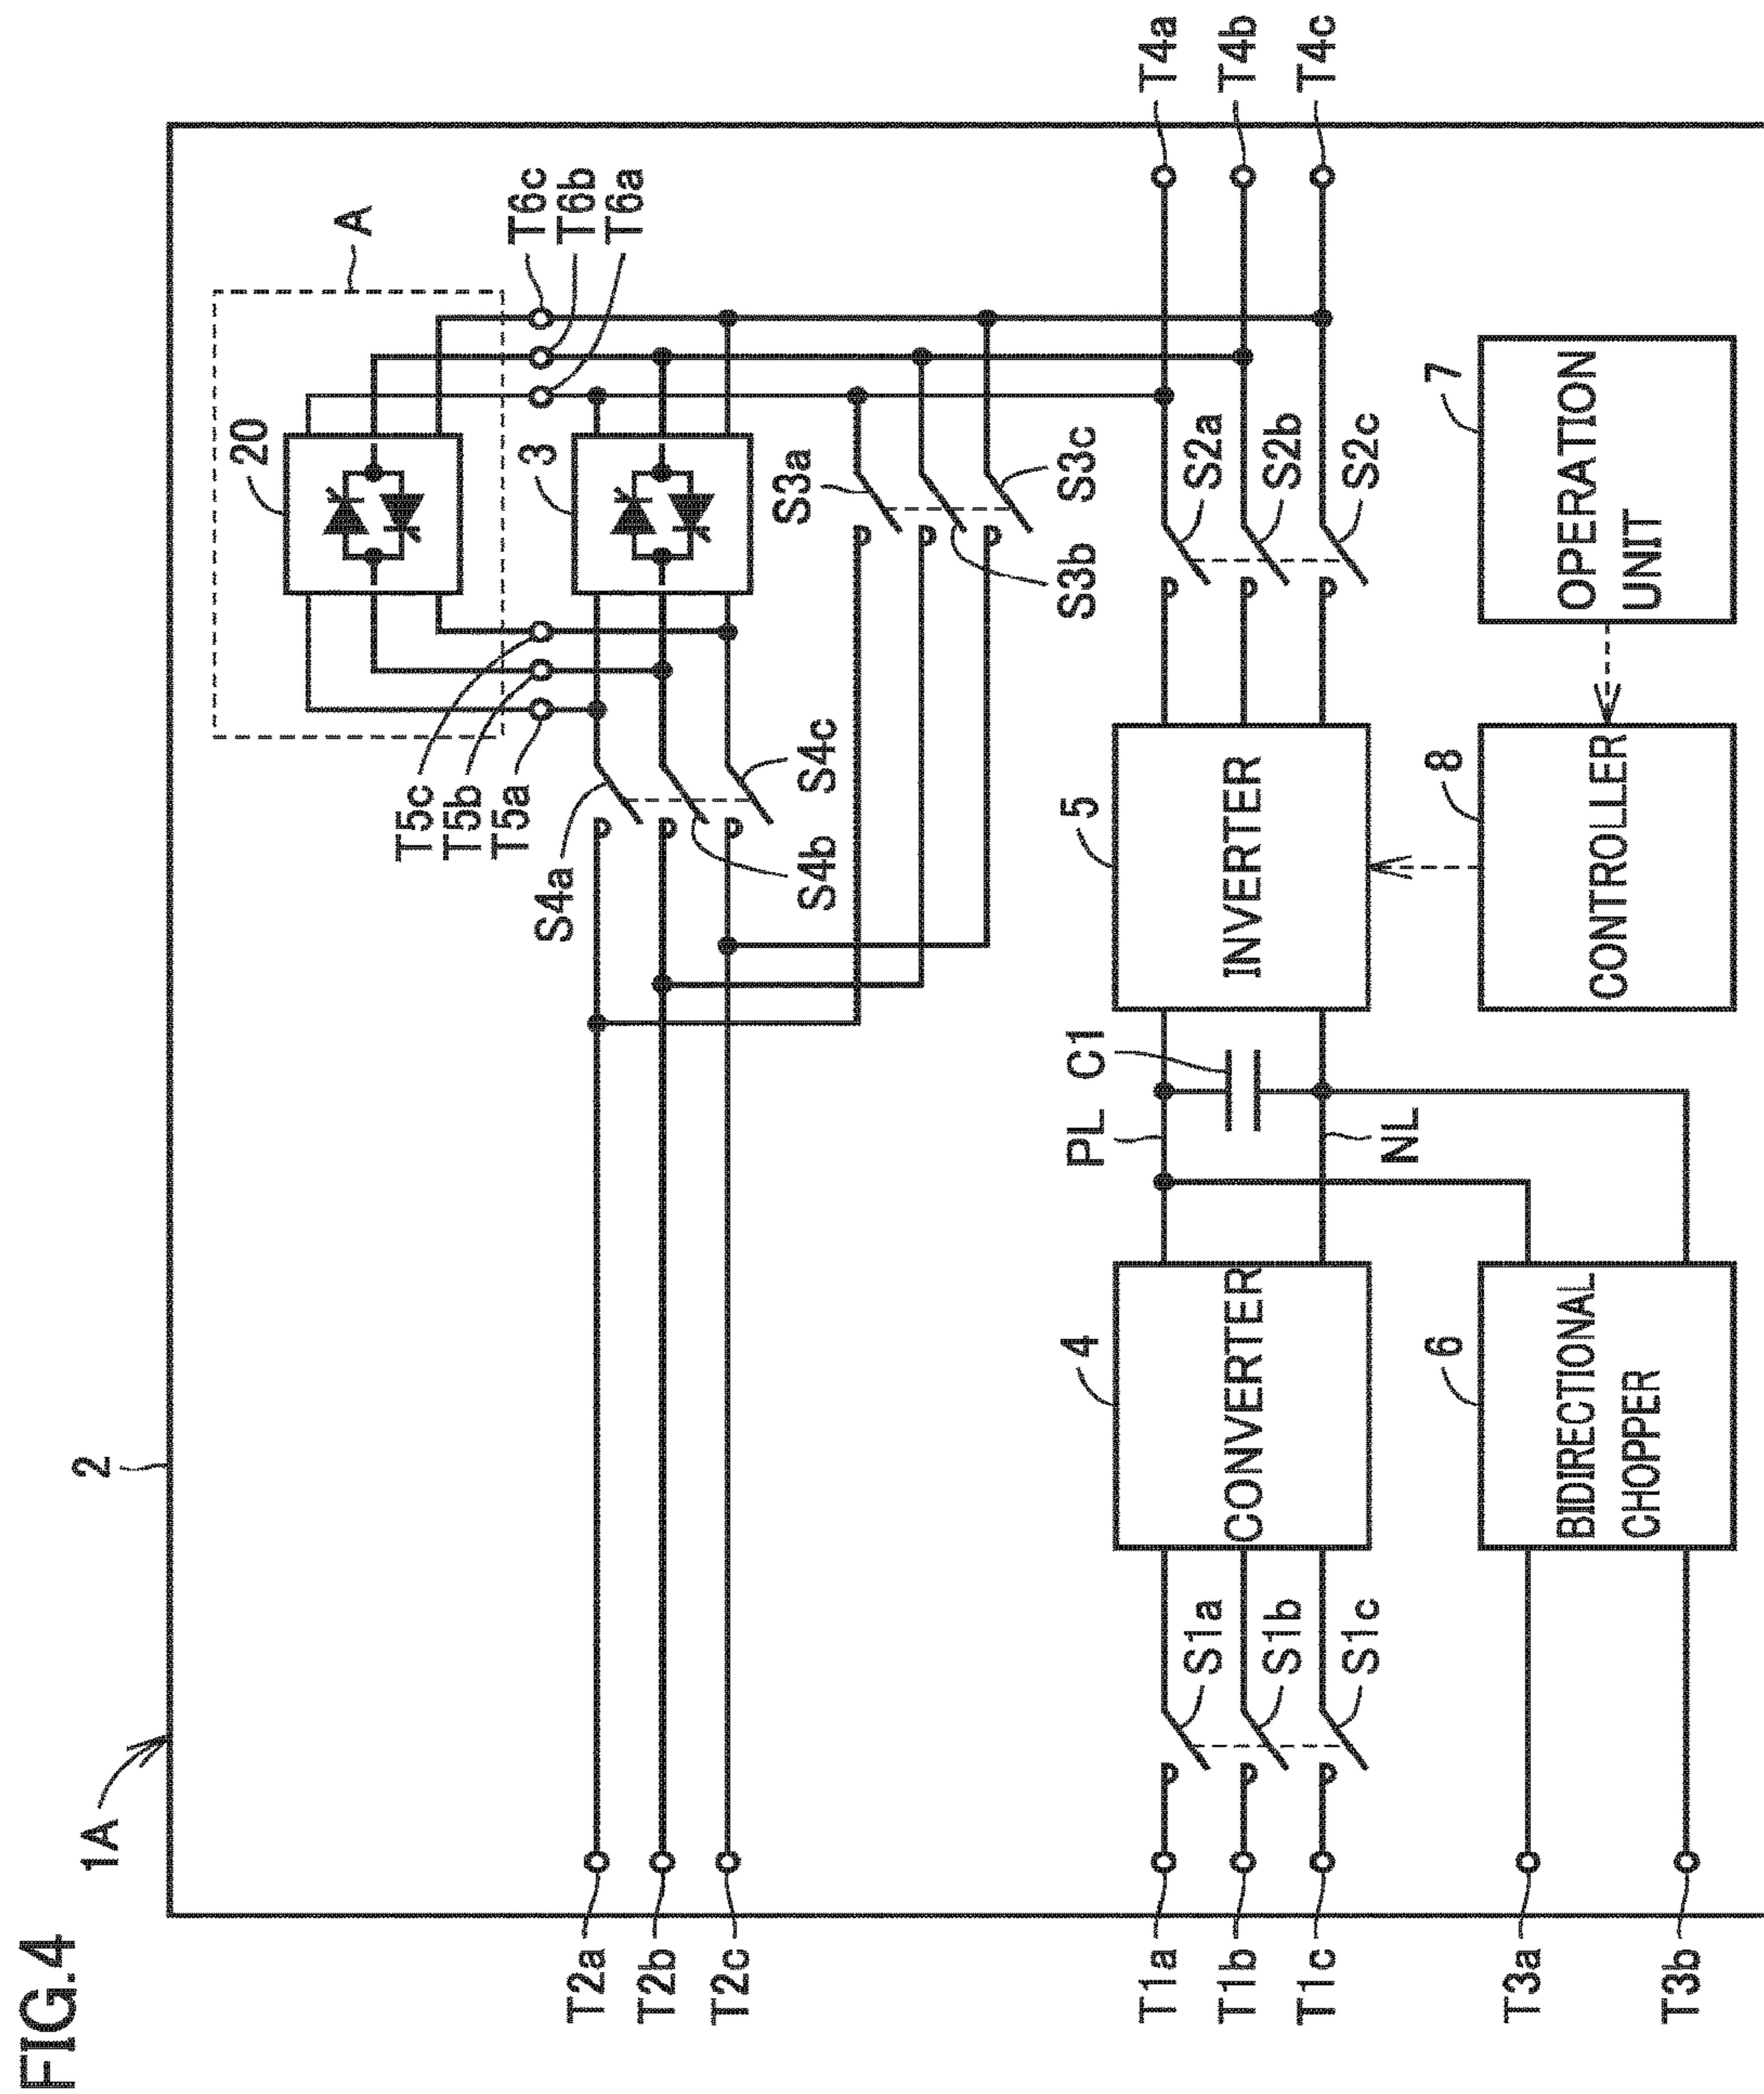 FIG.4
1A
2
A
20
T6c
T6b
T6a
T5c
T5b
T5a
3
S4a
S4b
S4c
S3a
S3b
S3c
T2a
T2b
T2c
T4a
T4b
T4c
T1a
T1b
T1c
S1a
S1b
S1c
4
CONVERTER
PL
C1
NL
5
INVERTER
S2a
S2b
S2c
T3a
T3b
6
BIDIRECTIONAL
CHOPPER
8
CONTROLLER
7
OPERATION
UNIT